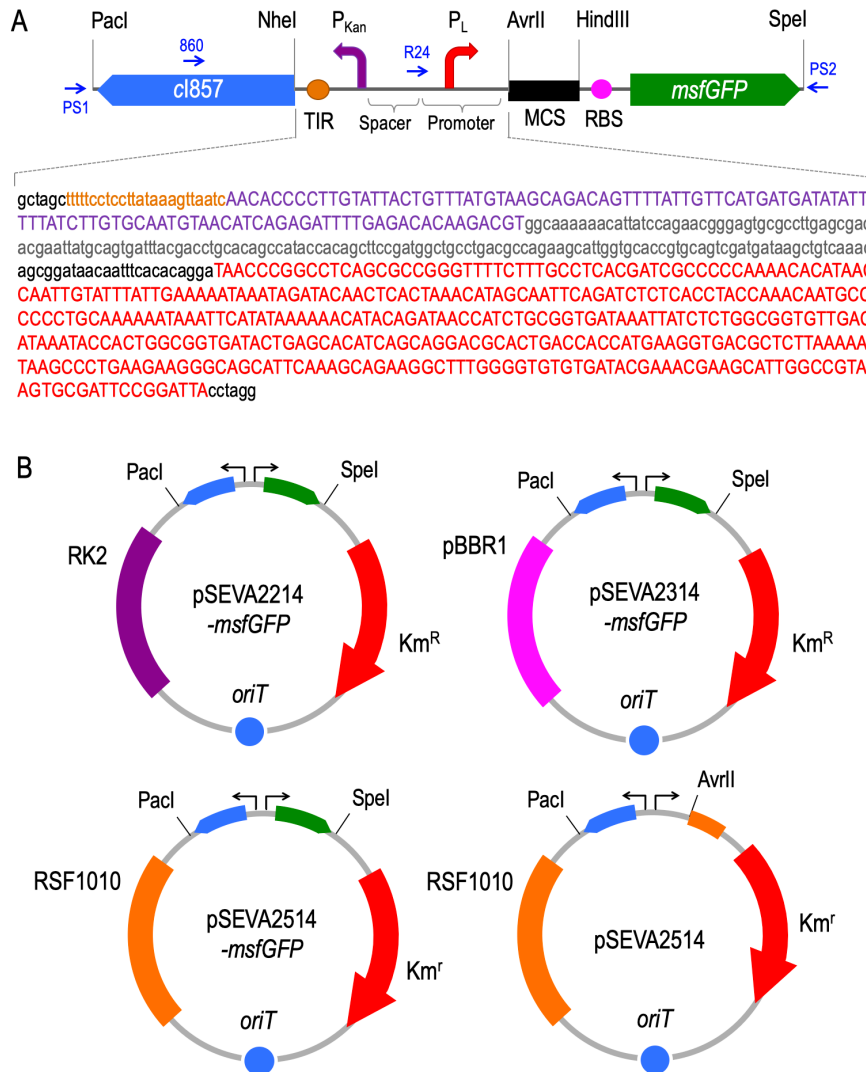 A
PacI
NheI
PKan
PL
AvrII
HindIII
SpeI
860
R24
PS1
PS2
cI857
msfGFP
TIR
Spacer
Promoter
MCS
RBS
gctagctttttcctccttataaagttaatcAACACCCCTTGTATTACTGTTTATGTAAGCAGACAGTTTTATTGTTCATGATGATATATT
TTTATCTTGTGCAATGTAACATCAGAGATTTTGAGACACAAGACGTggcaaaaaacattatccagaacgggagtgcgccttgagcgac
acgaattatgcagtgatttacgacctgcacagccataccacagcttccgatggctgcctgacgccagaagcattggtgcaccgtgcagtcgatgataagctgtcaaac
agcggataacaatttcacacaggaTAACCCGGCCTCAGCGCCGGGTTTTCTTTGCCTCACGATCGCCCCCAAAACACATAAC
CAATTGTATTTATTGAAAAATAAATAGATACAACTCACTAAACATAGCAATTCAGATCTCTCACCTACCAAACAATGCC
CCCCTGCAAAAAATAAATTCATATAAAAAACATACAGATAACCATCTGCGGTGATAAATTATCTCTGGCGGTGTTGAC
ATAAATACCACTGGCGGTGATACTGAGCACATCAGCAGGACGCACTGACCACCATGAAGGTGACGCTCTTAAAAA
TAAGCCCTGAAGAAGGGCAGCATTCAAAGCAGAAGGCTTTGGGGTGTGTGATACGAAACGAAGCATTGGCCGTA
AGTGCGATTCCGGATTAcctagg
B
PacI
SpeI
RK2
pSEVA2214
-msfGFP
KmR
oriT
PacI
SpeI
pBBR1
pSEVA2314
-msfGFP
KmR
oriT
PacI
SpeI
RSF1010
pSEVA2514
-msfGFP
Kmr
oriT
PacI
AvrII
RSF1010
pSEVA2514
Kmr
oriT